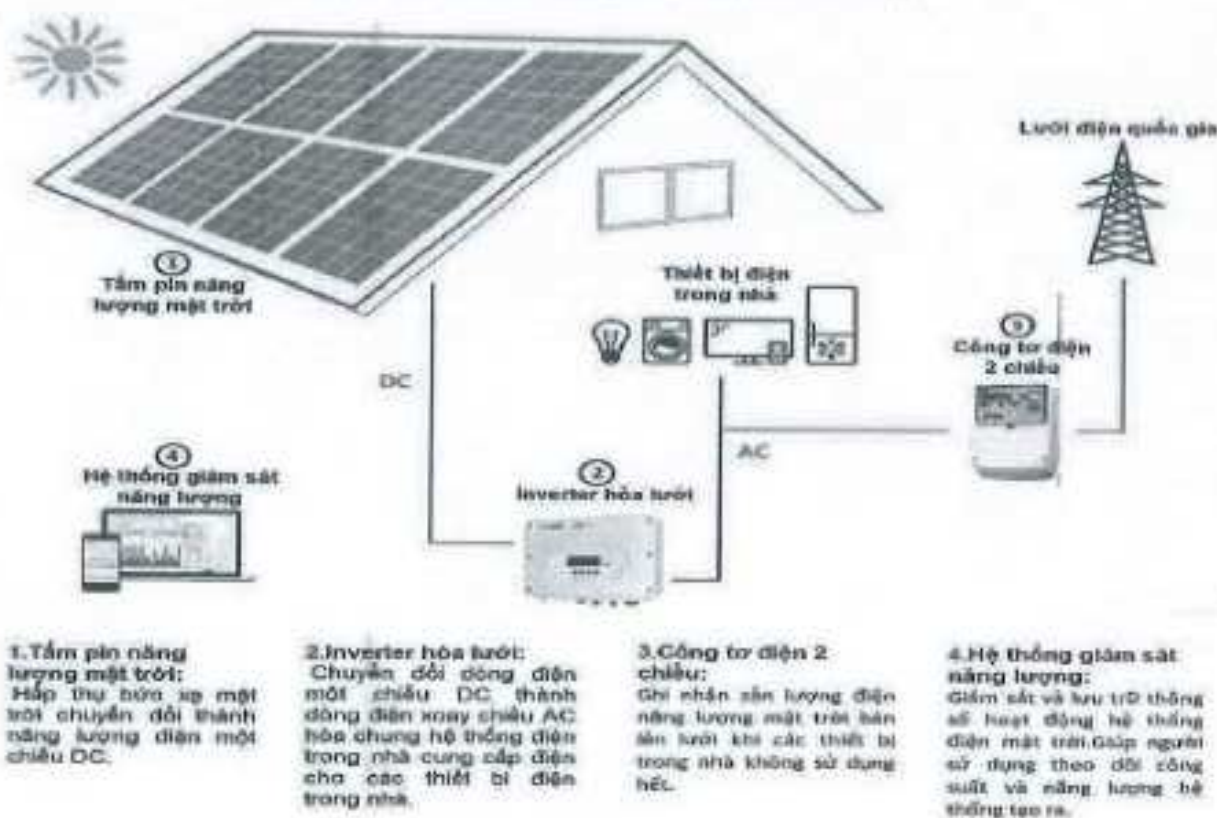 Lưới điện quốc gia
①
Tấm pin năng
lượng mặt trời
Thiết bị điện
trong nhà
③
Công tơ điện
2 chiều
DC
AC
④
Hệ thống giám sát
năng lượng
②
Inverter hòa lưới
1.Tấm pin năng
lượng mặt trời:
Hấp thụ bức xạ mặt
trời chuyển đổi thành
năng lượng điện một
chiều DC.
2.Inverter hòa lưới:
Chuyển đổi dòng điện
một chiều DC thành
dòng điện xoay chiều AC
hòa chung hệ thống điện
trong nhà cung cấp điện
cho các thiết bị điện
trong nhà.
3.Công tơ điện 2
chiều:
Ghi nhận sản lượng điện
năng lượng mặt trời bán
lên lưới khi các thiết bị
trong nhà không sử dụng
hết.
4.Hệ thống giám sát
năng lượng:
Giám sát và lưu trữ thông
số hoạt động hệ thống
điện mặt trời.Giúp người
sử dụng theo dõi công
suất và năng lượng hệ
thống tạo ra.